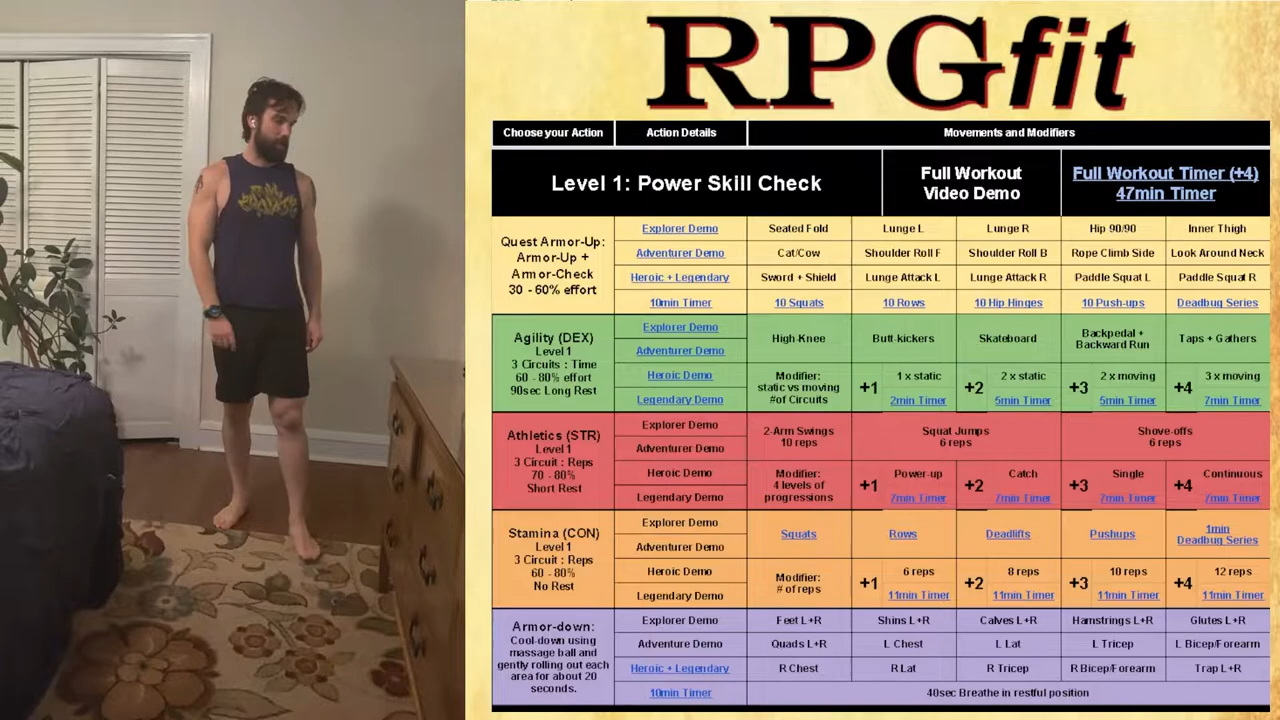 RPGfit
Choose your Action Action Details Movements and Modifiers
Level 1: Power Skill Check
Full Workout
Video Demo
Full Workout Timer (+4)
47min Timer
Quest Armor-Up:
Armor-Up +
Armor-Check
30 - 60% effort
Explorer Demo Seated Fold Lunge L Lunge R Hip 90/90 Inner Thigh
Adventurer Demo Cat/Cow Shoulder Roll F Shoulder Roll B Rope Climb Side Look Around Neck
Heroic + Legendary Sword + Shield Lunge Attack L Lunge Attack R Paddle Squat L Paddle Squat R
10min Timer 10 Squats 10 Rows 10 Hip Hinges 10 Push-ups Deadbug Series
Agility (DEX)
Level 1
3 Circuits : Time
60 - 80% effort
90sec Long Rest
Explorer Demo
Adventurer Demo
Heroic Demo
Legendary Demo
High-Knee Butt-kickers Skateboard
Backpedal +
Backward Run
Taps + Gathers
Modifier:
static vs moving
#of Circuits
+1 1 x static
2min Timer
+2 2 x static
5min Timer
+3 2 x moving
5min Timer
+4 3 x moving
7min Timer
Athletics (STR)
Level 1
3 Circuit : Reps
70 - 80%
Short Rest
Explorer Demo
Adventurer Demo
Heroic Demo
Legendary Demo
2-Arm Swings
10 reps
Squat Jumps
6 reps
Shove-offs
6 reps
Modifier:
4 levels of
progressions
+1 Power-up
7min Timer
+2 Catch
7min Timer
+3 Single
7min Timer
+4 Continuous
7min Timer
Stamina (CON)
Level 1
3 Circuit : Reps
60 - 80%
No Rest
Explorer Demo
Adventurer Demo
Heroic Demo
Legendary Demo
Squats Rows Deadlifts Pushups
1min
Deadbug Series
Modifier:
# of reps
+1 6 reps
11min Timer
+2 8 reps
11min Timer
+3 10 reps
11min Timer
+4 12 reps
11min Timer
Armor-down:
Cool-down using
massage ball and
gently rolling out each
area for about 20
seconds.
Explorer Demo Feet L+R Shins L+R Calves L+R Hamstrings L+R Glutes L+R
Adventure Demo Quads L+R L Chest L Lat L Tricep L Bicep/Forearm
Heroic + Legendary R Chest R Lat R Tricep R Bicep/Forearm Trap L+R
10min Timer 40sec Breathe in restful position